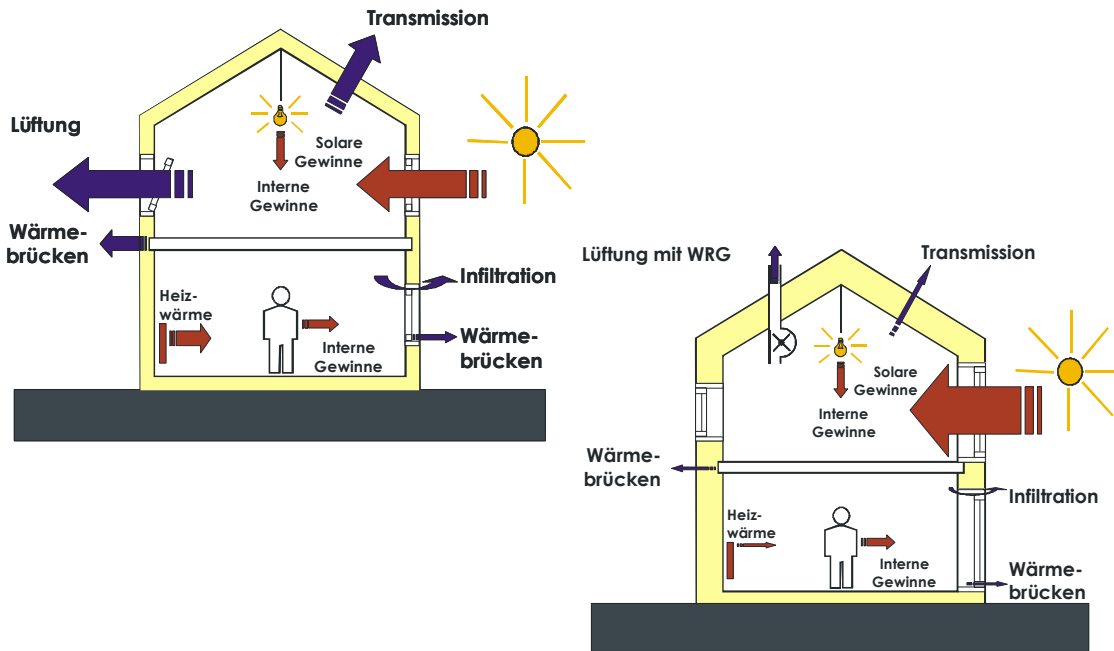 Transmission
Lüftung
Solare
Gewinne
Interne
Gewinne
Wärme-
brücken
Infiltration
Heiz-
wärme
Interne
Gewinne
Wärme-
brücken
Lüftung mit WRG
Transmission
Solare
Gewinne
Interne
Gewinne
Wärme-
brücken
Infiltration
Heiz-
wärme
Interne
Gewinne
Wärme-
brücken